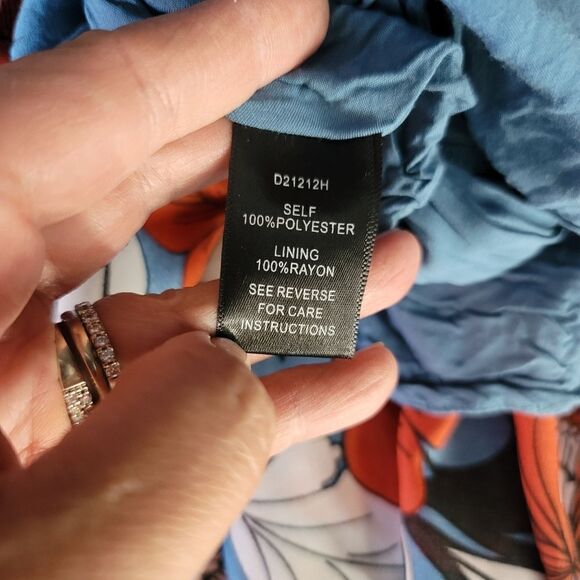 D21212H
SELF
100%POLYESTER
LINING
100%RAYON
SEE REVERSE
FOR CARE
INSTRUCTIONS